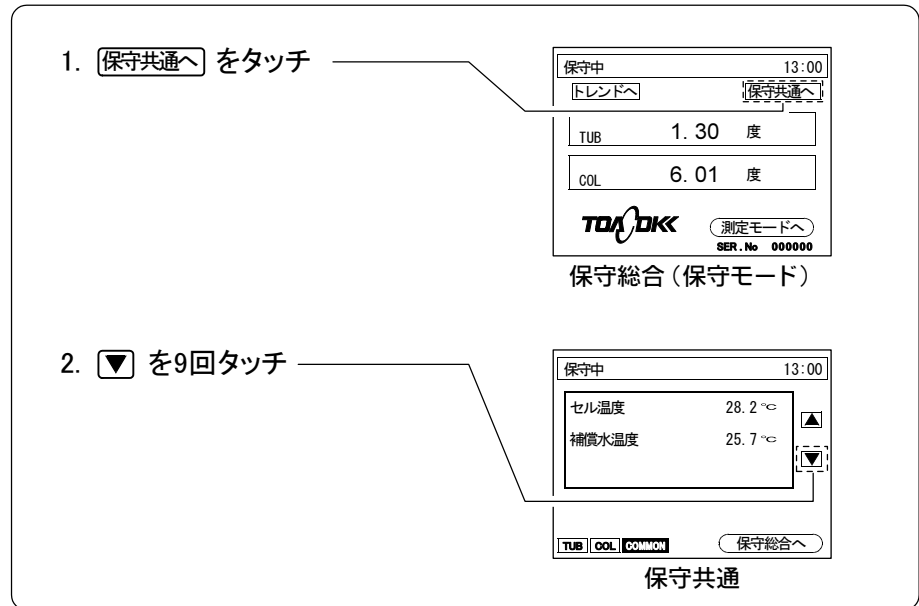 1. 保守共通へ をタッチ
保守中 13:00
トレンドへ 保守共通へ
TUB 1.30 度
COL 6.01 度
TOADKK 測定モードへ
SER.No 000000
保守総合(保守モード)
2. ▼ を9回タッチ
保守中 13:00
セル温度 28.2℃ ▲
補償水温度 25.7℃ ▼
TUB COL COMMON 保守総合へ
保守共通